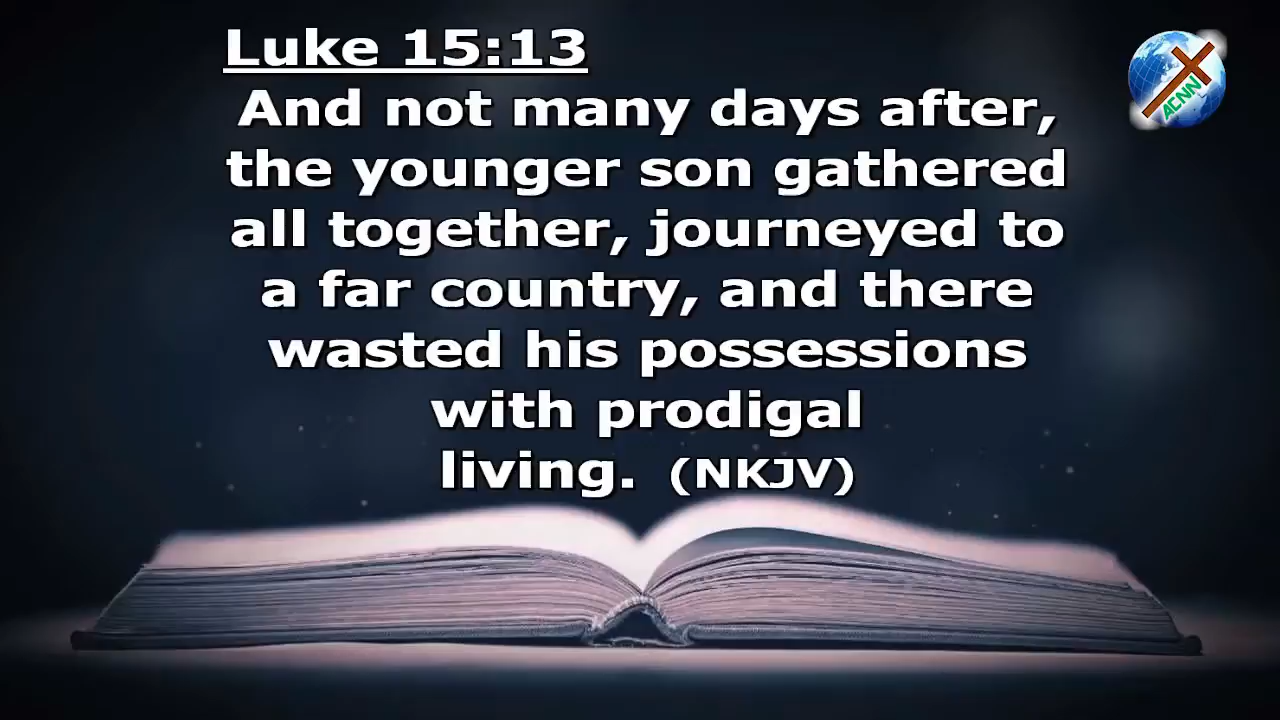 Luke 15:13
And not many days after,
the younger son gathered
all together, journeyed to
a far country, and there
wasted his possessions
with prodigal
living. (NKJV)
ACNN